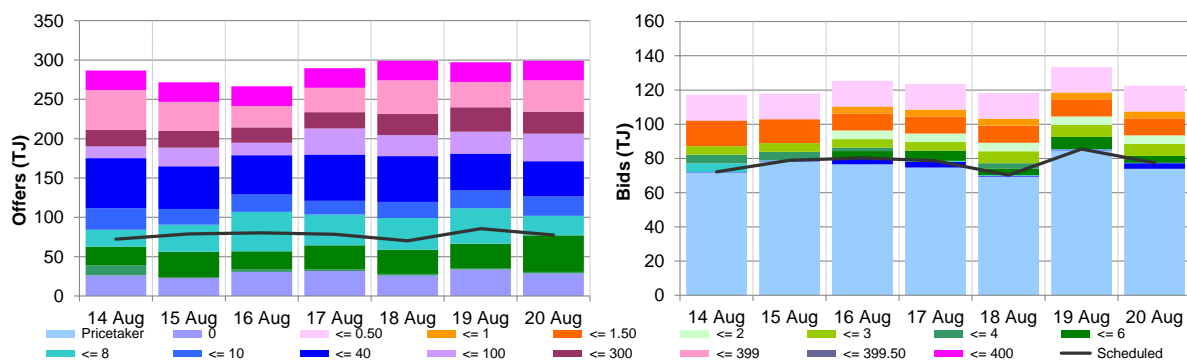 350
300
250
200
150
100
50
0
Offers (TJ)
14 Aug 15 Aug 16 Aug 17 Aug 18 Aug 19 Aug 20 Aug
160
140
120
100
80
60
40
20
0
Bids (TJ)
14 Aug 15 Aug 16 Aug 17 Aug 18 Aug 19 Aug 20 Aug
Pricetaker 0 <= 0.50 <= 1 <= 1.50 <= 2 <= 3 <= 4 <= 6
<= 8 <= 10 <= 40 <= 100 <= 300 <= 399 <= 399.50 <= 400 Scheduled